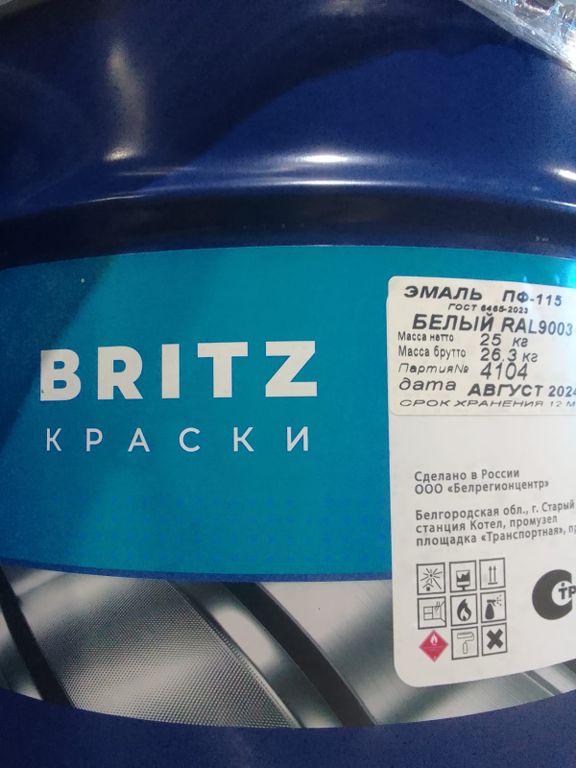 BRITZ
КРАСКИ
ЭМАЛЬ ПФ-115
ГОСТ 6465-2023
БЕЛЫЙ RAL9003
Масса нетто 25 кг
Масса брутто 26,3 кг
Партия№ 4104
дата АВГУСТ 2024
СРОК ХРАНЕНИЯ 12 М
Сделано в России
ООО «Белрегионцентр»
Белгородская обл., г. Старый
станция Котел, промузел
площадка «Транспортная», пр
СТР